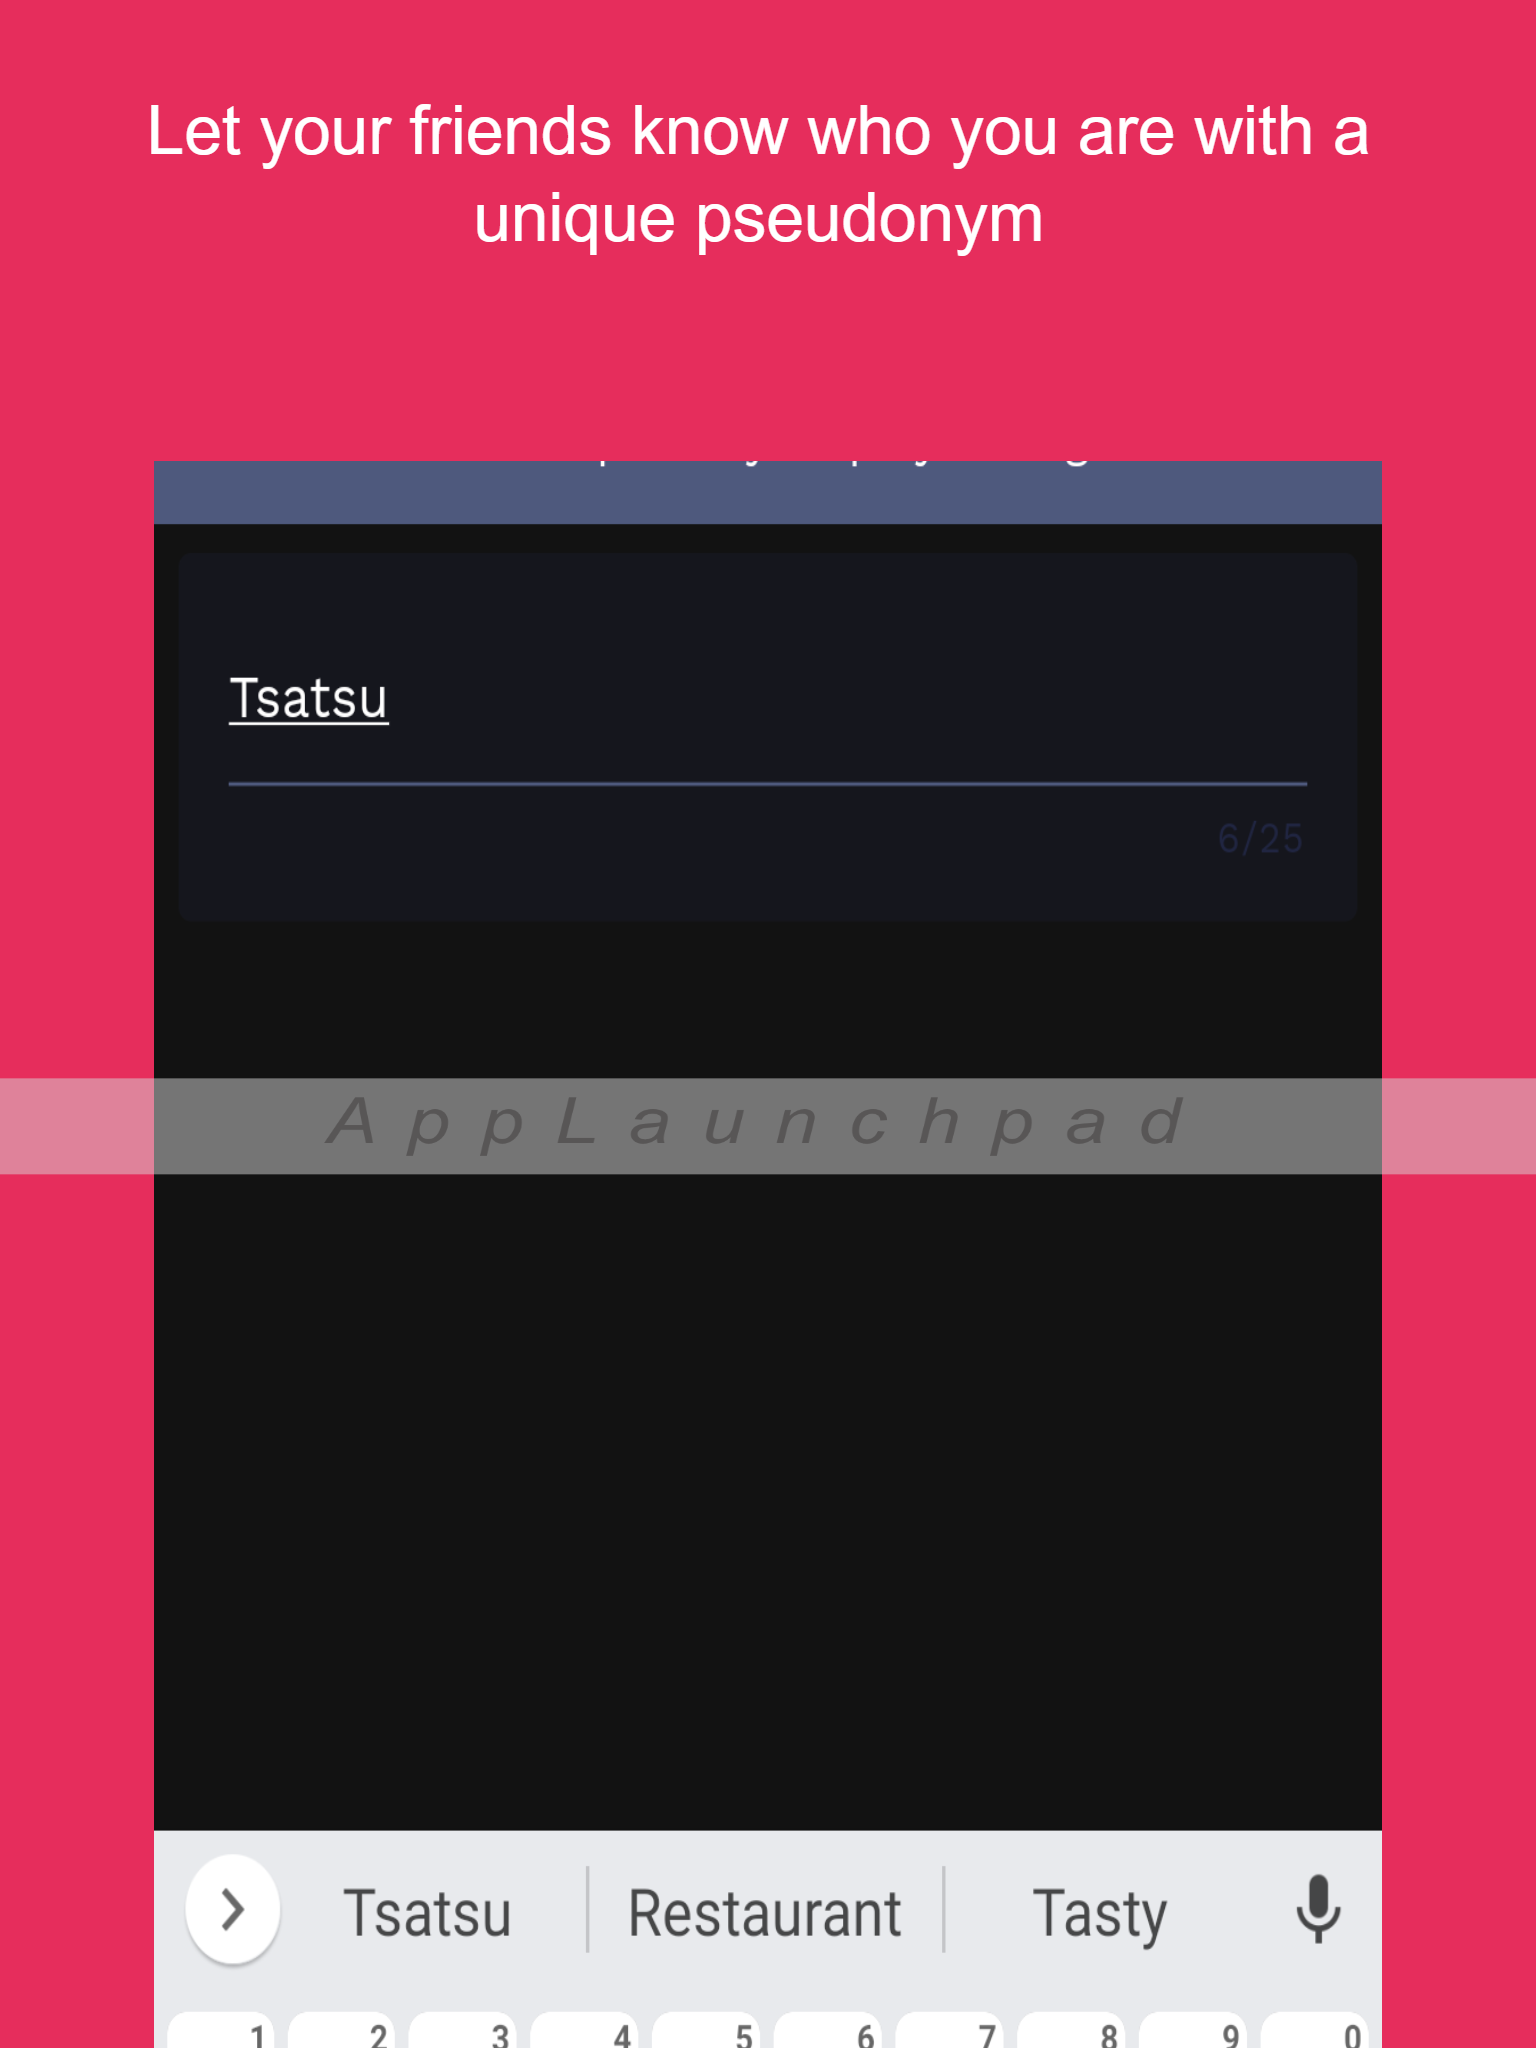 Let your friends know who you are with a
unique pseudonym
Tsatsu
6/25
AppLaunchpad
Tsatsu Restaurant Tasty
1 2 3 4 5 6 7 8 9 0